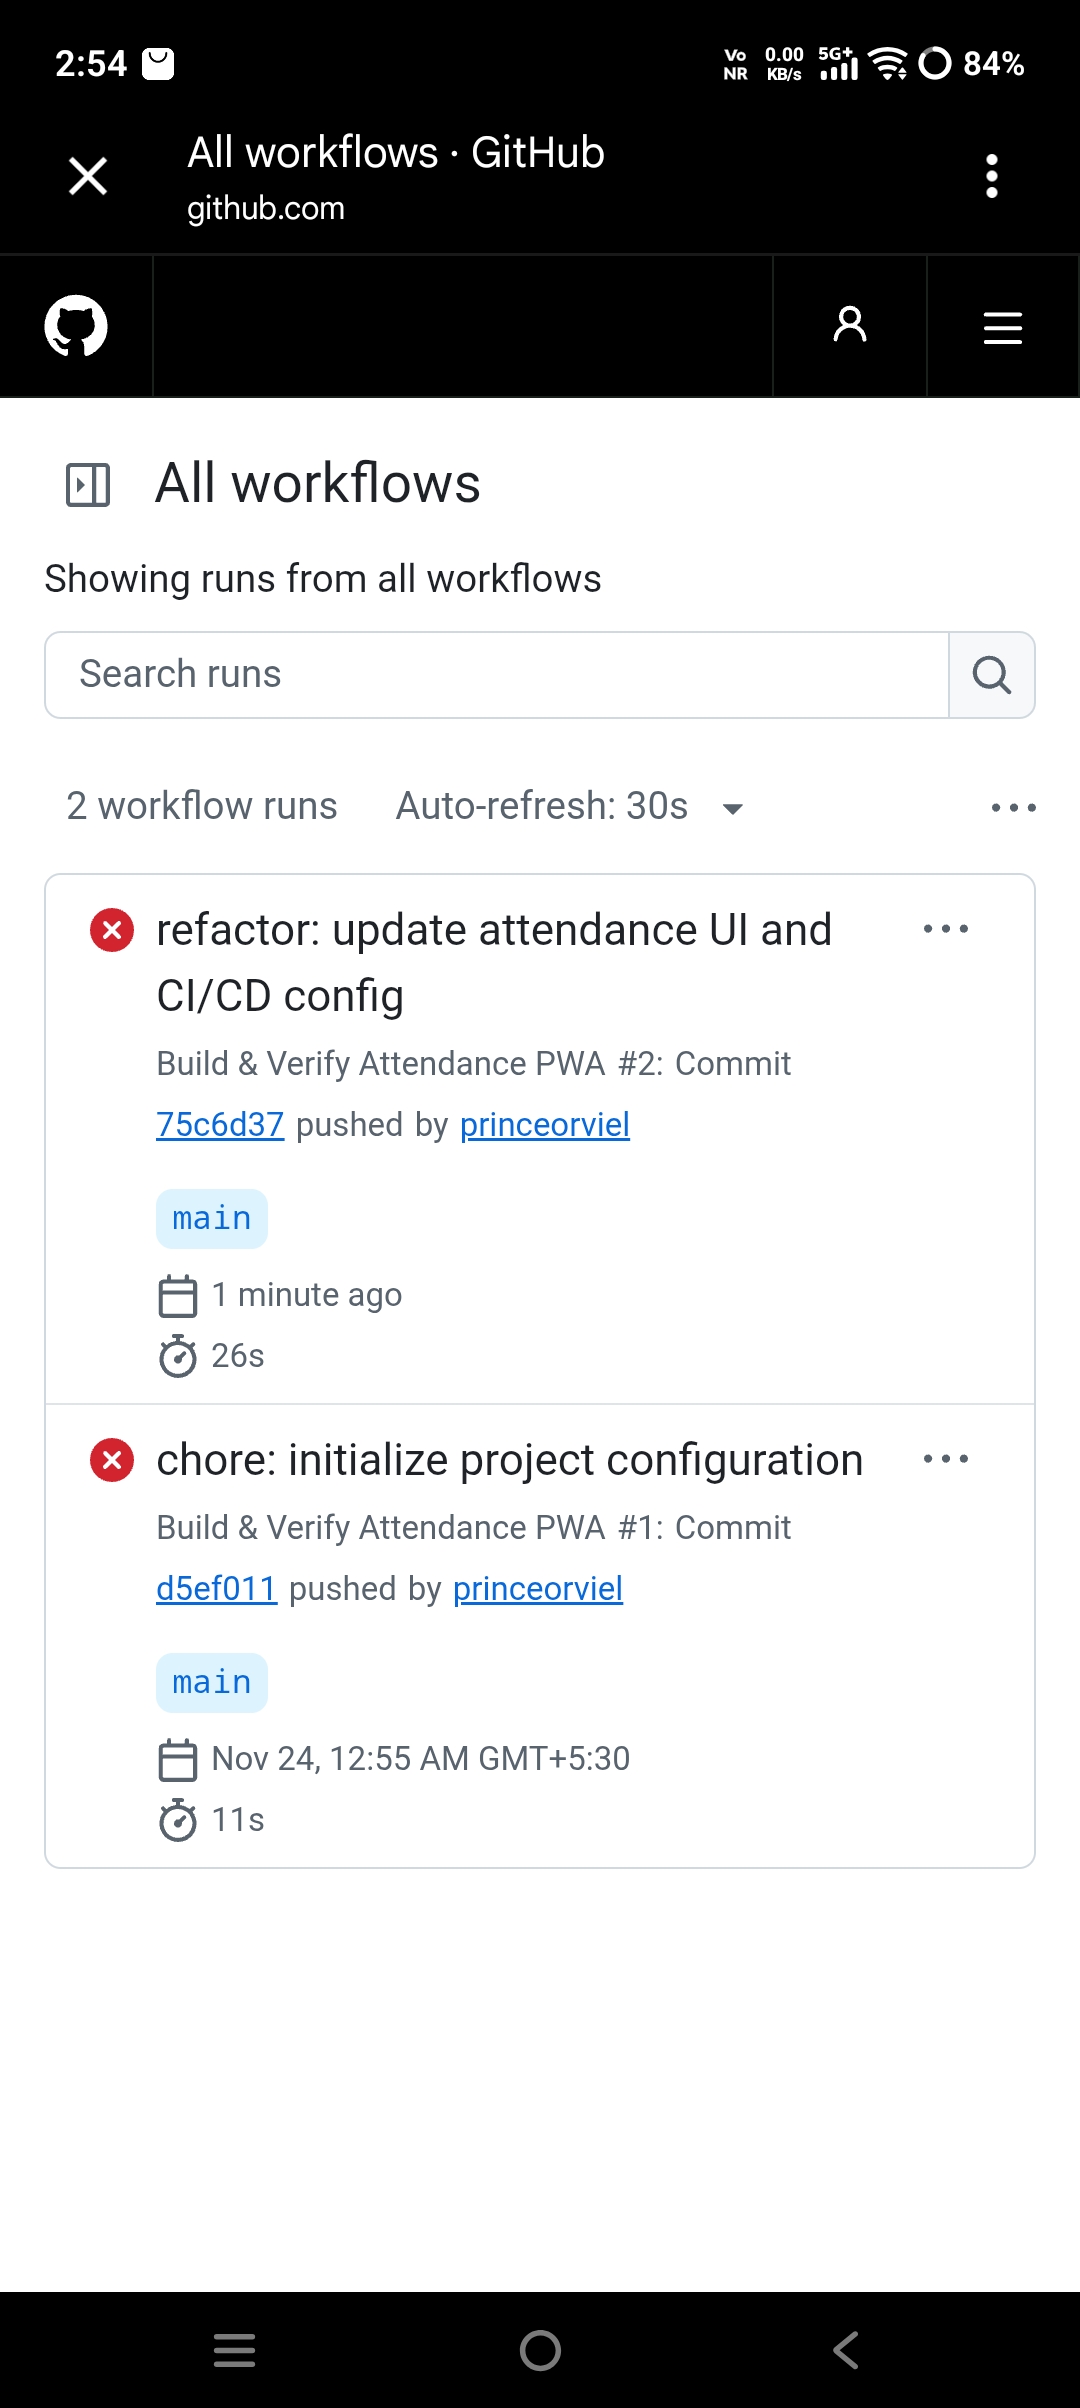 2:54
Vo NR 0.00 KB/s 5G+ 84%
All workflows · GitHub
github.com
All workflows
Showing runs from all workflows
Search runs
2 workflow runs Auto-refresh: 30s
refactor: update attendance UI and
CI/CD config
Build & Verify Attendance PWA #2: Commit
75c6d37 pushed by princeorviel
main
1 minute ago
26s
chore: initialize project configuration
Build & Verify Attendance PWA #1: Commit
d5ef011 pushed by princeorviel
main
Nov 24, 12:55 AM GMT+5:30
11s